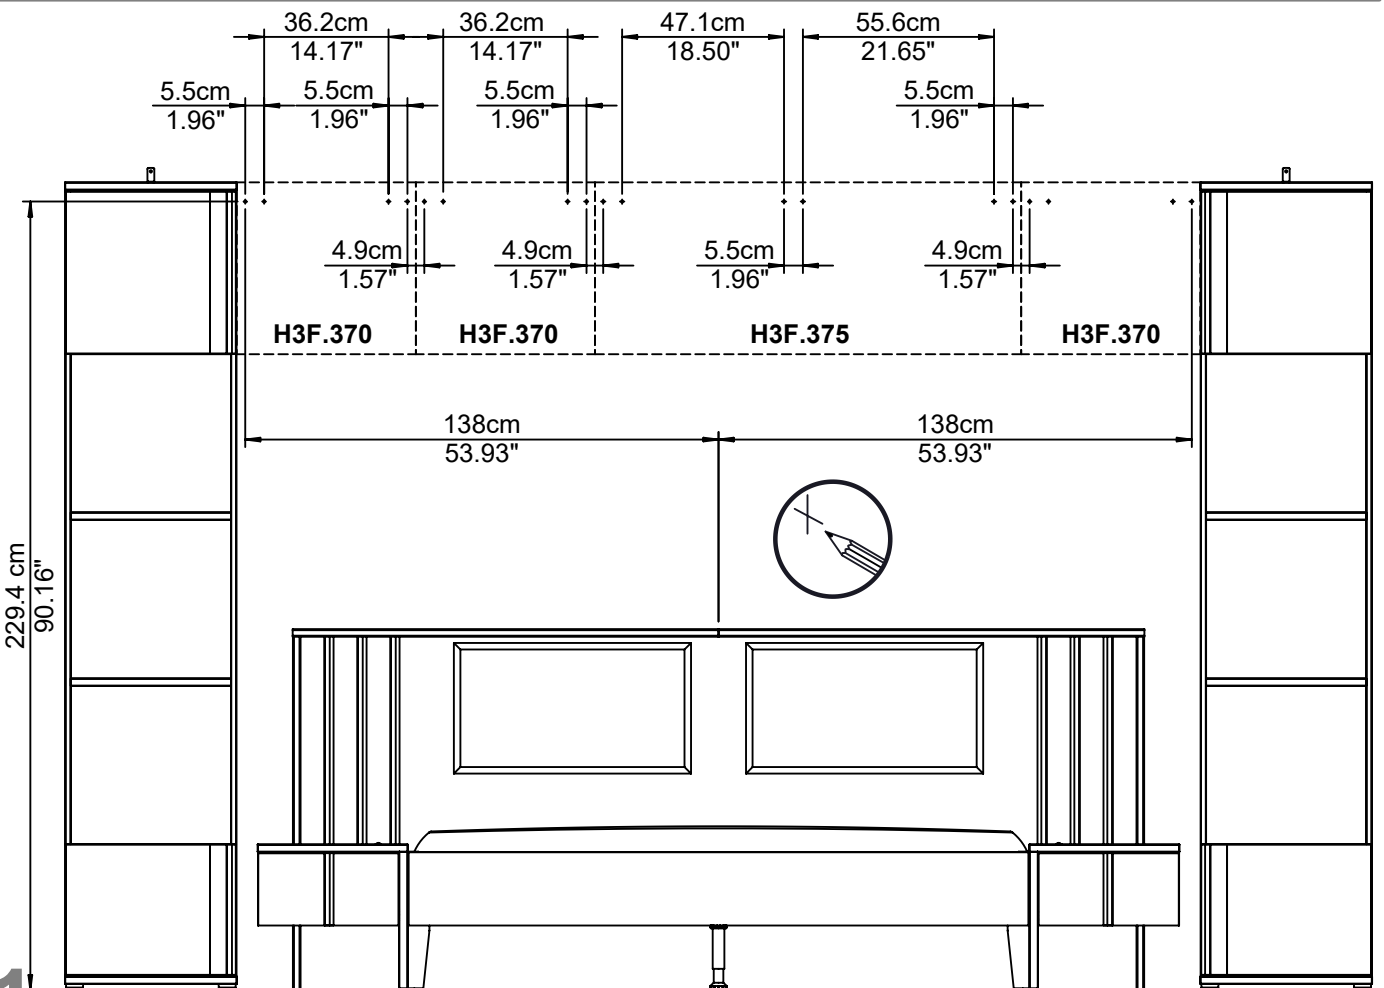 36.2cm 36.2cm 47.1cm 55.6cm
14.17" 14.17" 18.50" 21.65"
5.5cm 5.5cm 5.5cm 5.5cm
1.96" 1.96" 1.96" 1.96"
4.9cm 4.9cm 5.5cm 4.9cm
1.57" 1.57" 1.96" 1.57"
H3F.370 H3F.370 H3F.375 H3F.370
138cm 138cm
53.93" 53.93"
229.4 cm
90.16"
1